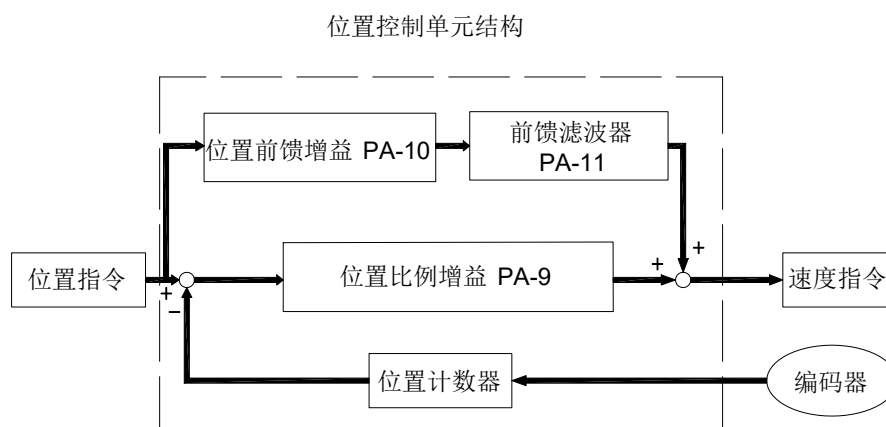 位置控制单元结构
位置前馈增益 PA-10
前馈滤波器
PA-11
+
位置指令
+
−
位置比例增益 PA-9
+
速度指令
位置计数器
编码器